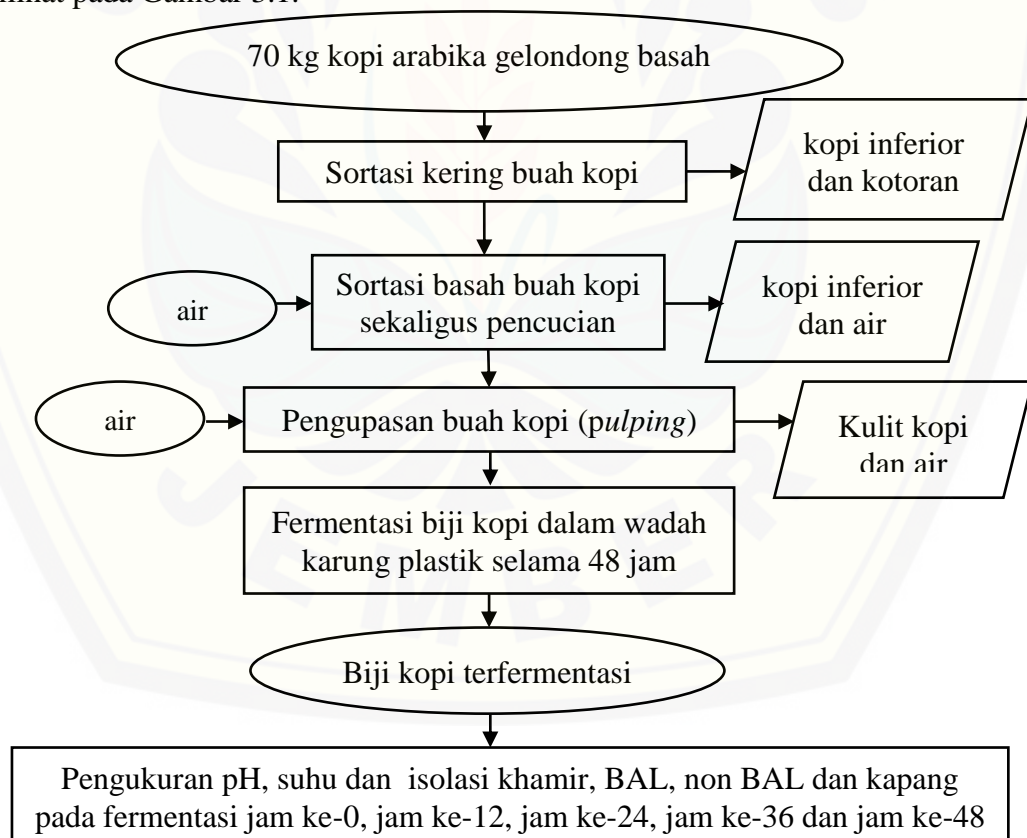 70 kg kopi arabika gelondong basah
Sortasi kering buah kopi
kopi inferior
dan kotoran
air
Sortasi basah buah kopi
sekaligus pencucian
kopi inferior
dan air
air
Pengupasan buah kopi (pulping)
Kulit kopi
dan air
Fermentasi biji kopi dalam wadah
karung plastik selama 48 jam
Biji kopi terfermentasi
Pengukuran pH, suhu dan isolasi khamir, BAL, non BAL dan kapang
pada fermentasi jam ke-0, jam ke-12, jam ke-24, jam ke-36 dan jam ke-48
JEMBER